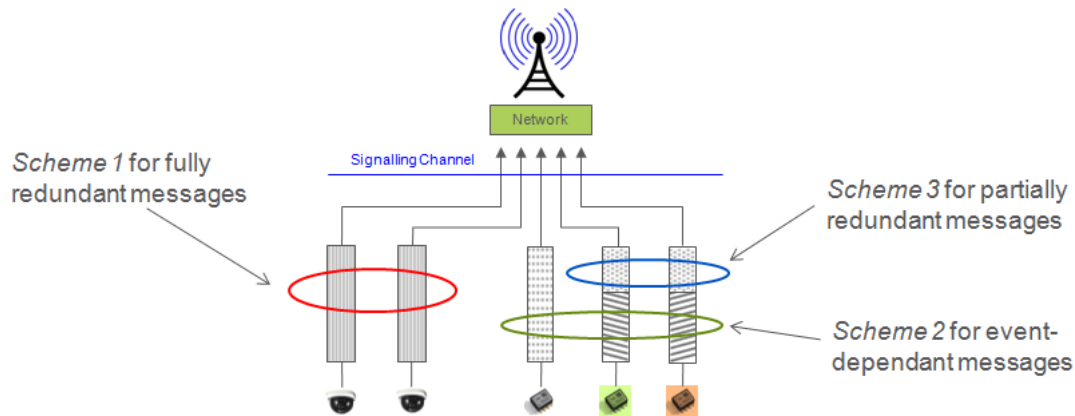 Network
Signalling Channel
Scheme 1 for fully
redundant messages
Scheme 3 for partially
redundant messages
Scheme 2 for event-
dependant messages